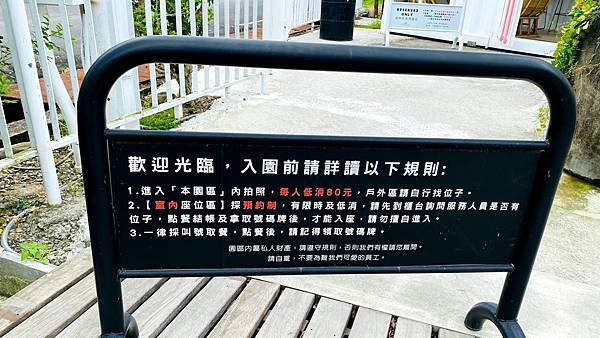 RESERVED
ONLY
歡迎光臨，入園前請詳讀以下規則：
1.進入「本園區」內拍照，每人低消80元，戶外區請自行找位子。
2.【室內座位區】採預約制，有限時及低消，請先到櫃台詢問服務人員是否有
位子，點餐結帳及拿取號碼牌後，才能入座，請勿擅自進入。
3.一律採叫號取餐，點餐後，請記得領取號碼牌。
園區內屬私人財產，請遵守規則，否則我們有權請您離開。
請自重，不要為難我們可愛的員工。